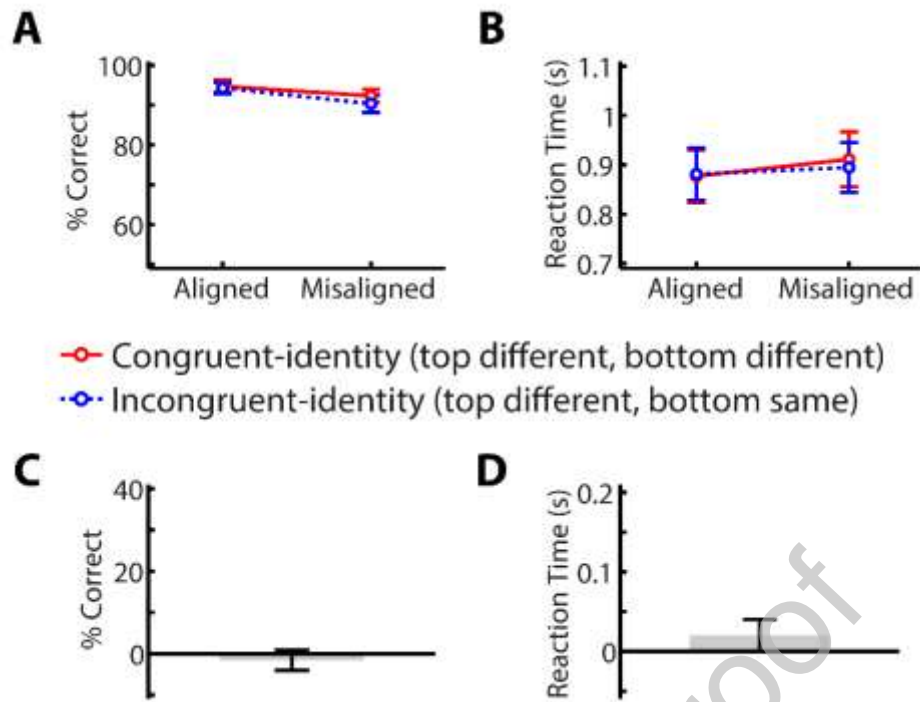 A
B
% Correct
100
80
60
Aligned
Misaligned
Reaction Time (s)
1.1
1
0.9
0.8
0.7
Aligned
Misaligned
Congruent-identity (top different, bottom different)
Incongruent-identity (top different, bottom same)
C
D
% Correct
40
20
0
Reaction Time (s)
0.2
0.1
0